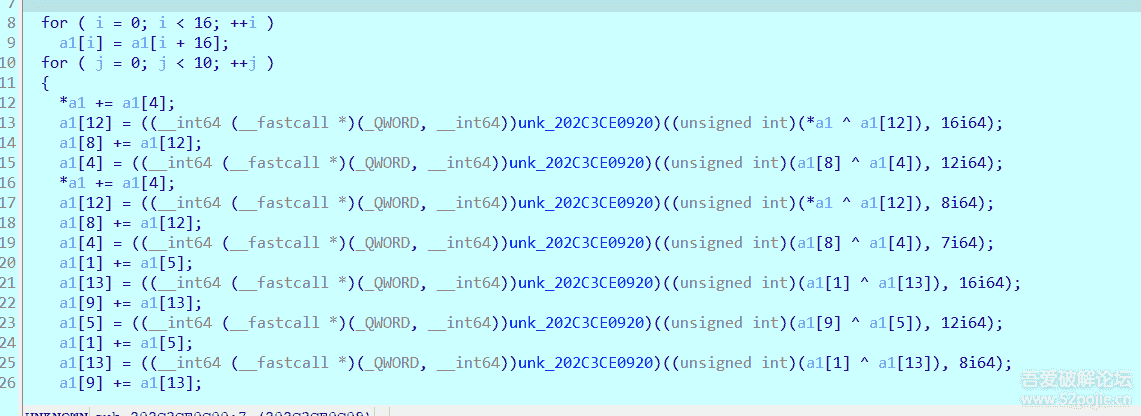 7
8 for ( i = 0; i < 16; ++i )
9 a1[i] = a1[i + 16];
10 for ( j = 0; j < 10; ++j )
11 {
12 *a1 += a1[4];
13 a1[12] = ((__int64 (__fastcall *)(_QWORD, __int64))unk_202C3CE0920)((unsigned int)(*a1 ^ a1[12]), 16i64);
14 a1[8] += a1[12];
15 a1[4] = ((__int64 (__fastcall *)(_QWORD, __int64))unk_202C3CE0920)((unsigned int)(a1[8] ^ a1[4]), 12i64);
16 *a1 += a1[4];
17 a1[12] = ((__int64 (__fastcall *)(_QWORD, __int64))unk_202C3CE0920)((unsigned int)(*a1 ^ a1[12]), 8i64);
18 a1[8] += a1[12];
19 a1[4] = ((__int64 (__fastcall *)(_QWORD, __int64))unk_202C3CE0920)((unsigned int)(a1[8] ^ a1[4]), 7i64);
20 a1[1] += a1[5];
21 a1[13] = ((__int64 (__fastcall *)(_QWORD, __int64))unk_202C3CE0920)((unsigned int)(a1[1] ^ a1[13]), 16i64);
22 a1[9] += a1[13];
23 a1[5] = ((__int64 (__fastcall *)(_QWORD, __int64))unk_202C3CE0920)((unsigned int)(a1[9] ^ a1[5]), 12i64);
24 a1[1] += a1[5];
25 a1[13] = ((__int64 (__fastcall *)(_QWORD, __int64))unk_202C3CE0920)((unsigned int)(a1[1] ^ a1[13]), 8i64);
26 a1[9] += a1[13];
吾爱破解论坛
www.52pojie.cn